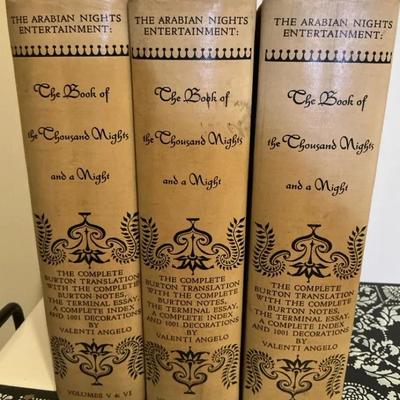 THE ARABIAN NIGHTS
ENTERTAINMENT:
The Book of
the Thousand Nights
and a Night
THE COMPLETE
BURTON TRANSLATION
WITH THE COMPLETE
BURTON NOTES,
THE TERMINAL ESSAY,
A COMPLETE INDEX
AND 1001 DECORATIONS
BY
VALENTI ANGELO
VOLUMES V & VI
THE ARABIAN NIGHTS
ENTERTAINMENT:
The Book of
the Thousand Nights
and a Night
THE COMPLETE
BURTON TRANSLATION
WITH THE COMPLETE
BURTON NOTES,
THE TERMINAL ESSAY,
A COMPLETE INDEX
AND 1001 DECORATIONS
BY
VALENTI ANGELO
THE ARABIAN NIGHTS
ENTERTAINMENT:
The Book of
the Thousand Nights
and a Night
THE COMPLETE
BURTON TRANSLATION
WITH THE COMPLETE
BURTON NOTES,
THE TERMINAL ESSAY,
A COMPLETE INDEX
AND 1001 DECORATIONS
BY
VALENTI ANGELO